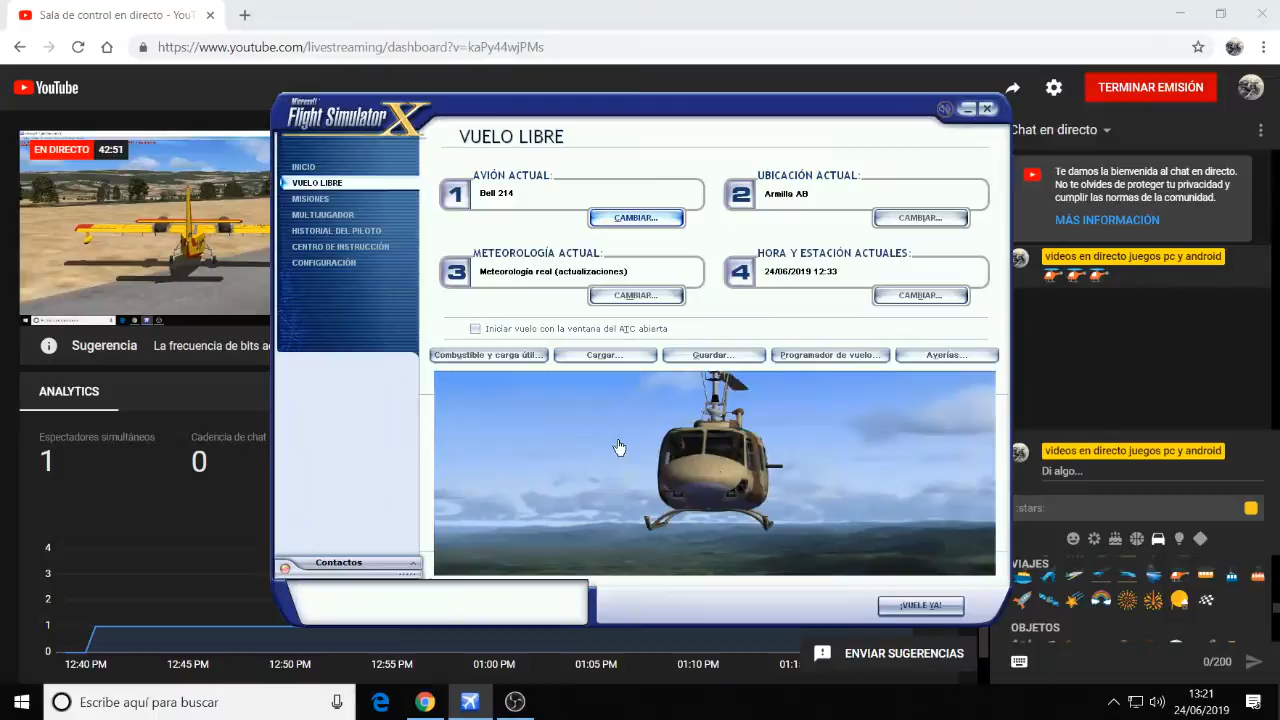 Sala de control en directo - YouT
https://www.youtube.com/livestreaming/dashboard?v=kaPy44wjPMs
YouTube
TERMINAR EMISIÓN
EN DIRECTO 42:51
Sugerencia La frecuencia de bits a
ANALYTICS
Espectadores simultáneos Cadencia de chat
1 0
4
3
2
1
0
12:40 PM 12:45 PM 12:50 PM 12:55 PM 01:00 PM 01:05 PM 01:10 PM 01:1
Microsoft
Flight Simulator X
VUELO LIBRE
INICIO
VUELO LIBRE
MISIONES
MULTIJUGADOR
HISTORIAL DEL PILOTO
CENTRO DE INSTRUCCIÓN
CONFIGURACIÓN
AVIÓN ACTUAL:
1 Bell 214
CAMBIAR...
UBICACIÓN ACTUAL:
2 Armilla AB
CAMBIAR...
METEOROLOGÍA ACTUAL:
3 Meteorología real (actualizaciones)
CAMBIAR...
HORA Y ESTACIÓN ACTUALES:
4 24/06/2019 12:33
CAMBIAR...
Iniciar vuelo con la ventana del ATC abierta
Combustible y carga útil... Cargar... Guardar... Programador de vuelo... Averías...
Contactos
¡VUELE YA!
Chat en directo
Te damos la bienvenida al chat en directo.
No te olvides de proteger tu privacidad y
cumplir las normas de la comunidad.
MÁS INFORMACIÓN
videos en directo juegos pc y android
videos en directo juegos pc y android
Di algo...
:stars:
VIAJES
OBJETOS
0/200
ENVIAR SUGERENCIAS
Escribe aquí para buscar
13:21
24/06/2019